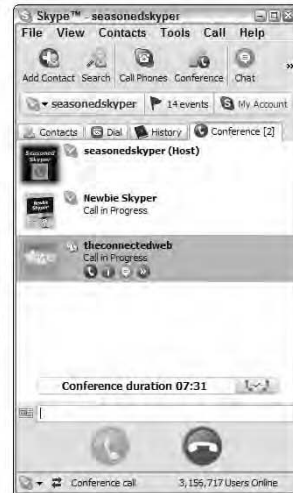 Skype™ - seasonedskyper
File View Contacts Tools Call Help
Add Contact Search Call Phones Conference Chat »
seasonedskyper 14 events My Account
Contacts Dial History Conference [2]
seasonedskyper (Host)
Seasoned Skyper
Newbie Skyper
Call in Progress
theconnectedweb
Call in Progress
Conference duration 07:31
Conference call 3,156,717 Users Online